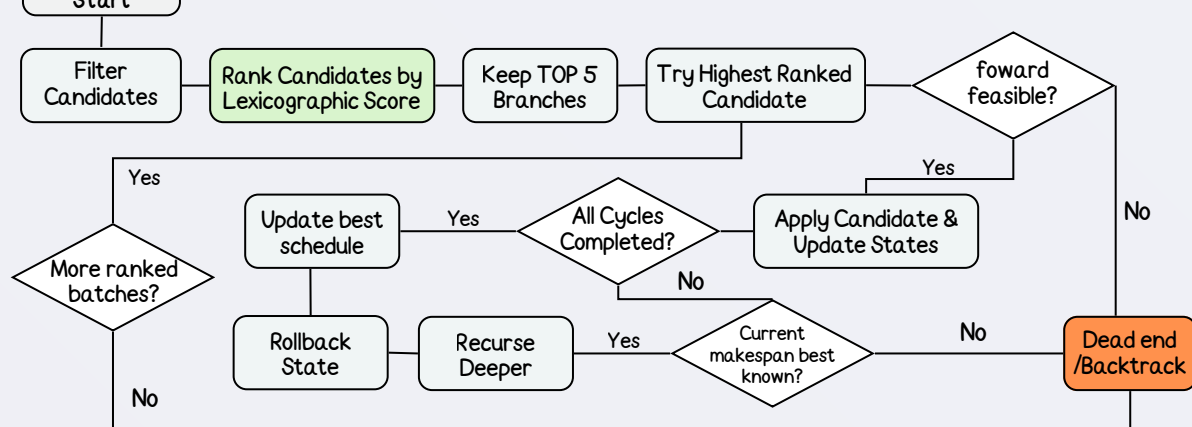 Start
Filter
Candidates
Rank Candidates by
Lexicographic Score
Keep TOP 5
Branches
Try Highest Ranked
Candidate
foward
feasible?
Yes
Yes
No
Update best
schedule
Yes
All Cycles
Completed?
Apply Candidate &
Update States
More ranked
batches?
No
Rollback
State
Recurse
Deeper
Yes
Current
makespan best
known?
No
Dead end
/Backtrack
No